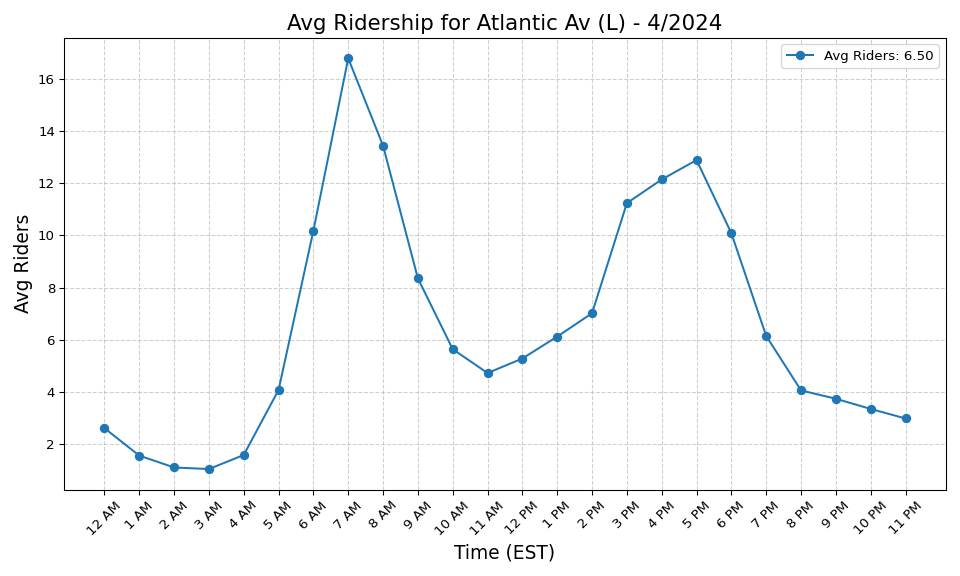 Avg Ridership for Atlantic Av (L) - 4/2024
Avg Riders: 6.50
Avg Riders
16
14
12
10
8
6
4
2
12 AM
1 AM
2 AM
3 AM
4 AM
5 AM
6 AM
7 AM
8 AM
9 AM
10 AM
11 AM
12 PM
1 PM
2 PM
3 PM
4 PM
5 PM
6 PM
7 PM
8 PM
9 PM
10 PM
11 PM
Time (EST)